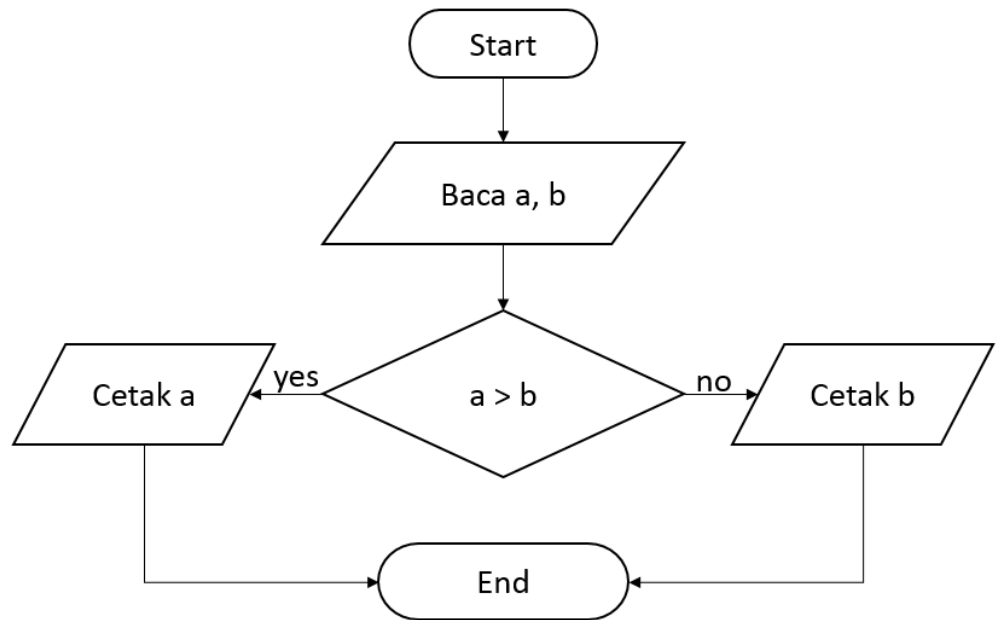 Start
Baca a, b
Cetak a
yes
a > b
no
Cetak b
End